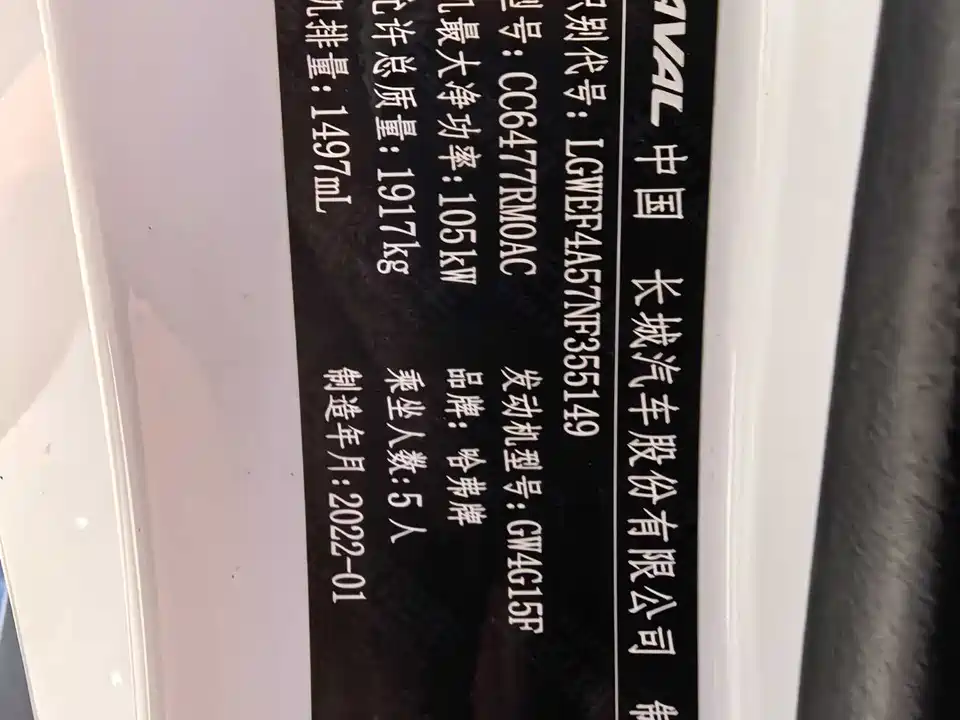 AVAL 中国 长城汽车股份有限公司 制
识别代号: LGWEF4A57NF355149
型号: CC6477RM0AC 发动机型号: GW4G15F
机最大净功率: 105kW 品牌: 哈弗牌
允许总质量: 1917kg 乘坐人数: 5人
机排量: 1497mL 制造年月: 2022-01